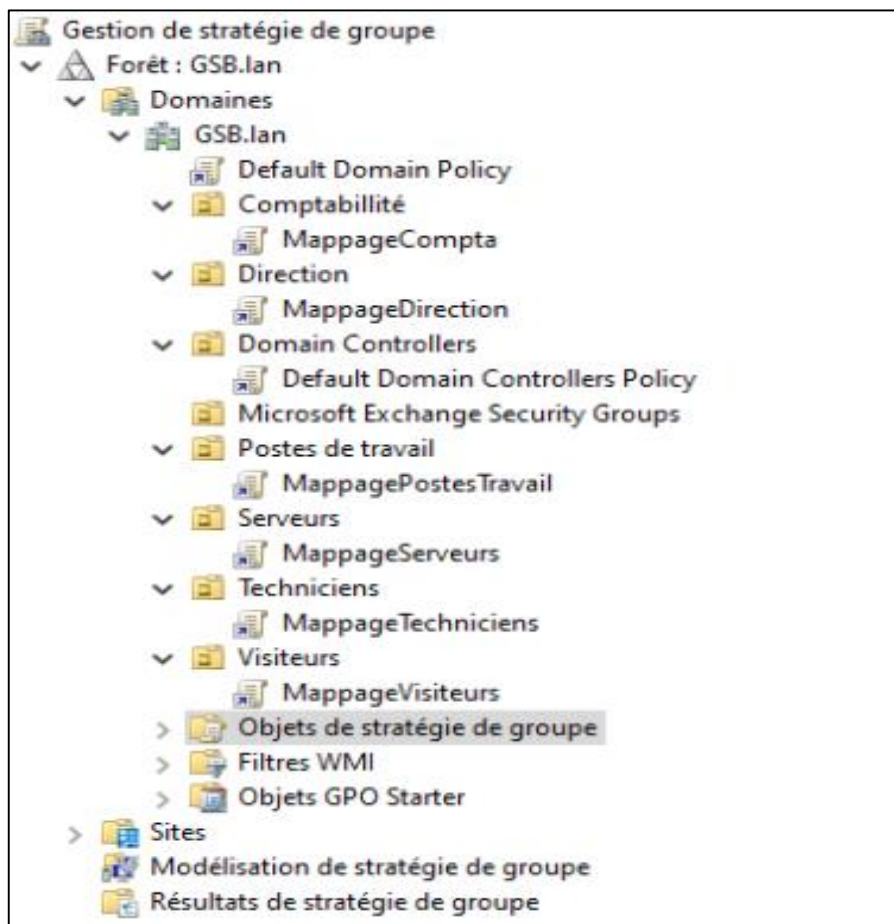 Gestion de stratégie de groupe
Forêt : GSB.lan
Domaines
GSB.lan
Default Domain Policy
Comptabillité
MappageCompta
Direction
MappageDirection
Domain Controllers
Default Domain Controllers Policy
Microsoft Exchange Security Groups
Postes de travail
MappagePostesTravail
Serveurs
MappageServeurs
Techniciens
MappageTechniciens
Visiteurs
MappageVisiteurs
Objets de stratégie de groupe
Filtres WMI
Objets GPO Starter
Sites
Modélisation de stratégie de groupe
Résultats de stratégie de groupe